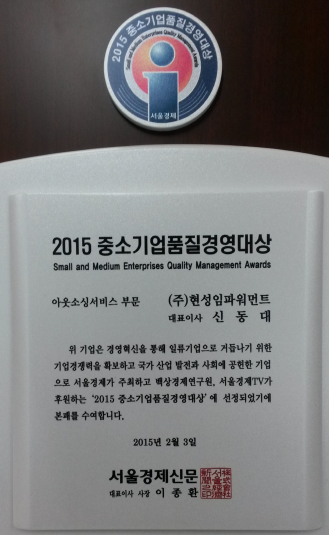 2015 중소기업품질경영대상
Small and Medium Enterprises Quality Management Awards
서울경제
2015 중소기업품질경영대상
Small and Medium Enterprises Quality Management Awards
아웃소싱서비스 부문 (주)현성임파워먼트
대표이사 신동대
위 기업은 경영혁신을 통해 일류기업으로 거듭나기 위한
기업경쟁력을 확보하고 국가 산업 발전과 사회에 공헌한 기업
으로 서울경제가 주최하고 백상경제연구원, 서울경제TV가
후원하는 ‘2015 중소기업품질경영대상’에 선정되었기에
본패를 수여합니다.
2015년 2월 3일
서울경제신문
대표이사 사장 이종환